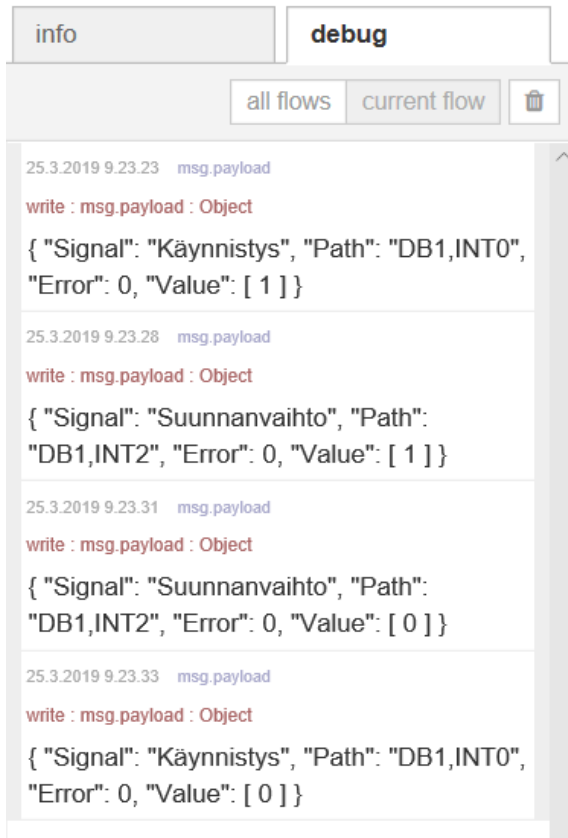 info
debug
all flows
current flow
25.3.2019 9.23.23 msg.payload
write : msg.payload : Object
{ "Signal": "Käynnistys", "Path": "DB1,INT0",
"Error": 0, "Value": [ 1 ] }
25.3.2019 9.23.28 msg.payload
write : msg.payload : Object
{ "Signal": "Suunnanvaihto", "Path":
"DB1,INT2", "Error": 0, "Value": [ 1 ] }
25.3.2019 9.23.31 msg.payload
write : msg.payload : Object
{ "Signal": "Suunnanvaihto", "Path":
"DB1,INT2", "Error": 0, "Value": [ 0 ] }
25.3.2019 9.23.33 msg.payload
write : msg.payload : Object
{ "Signal": "Käynnistys", "Path": "DB1,INT0",
"Error": 0, "Value": [ 0 ] }